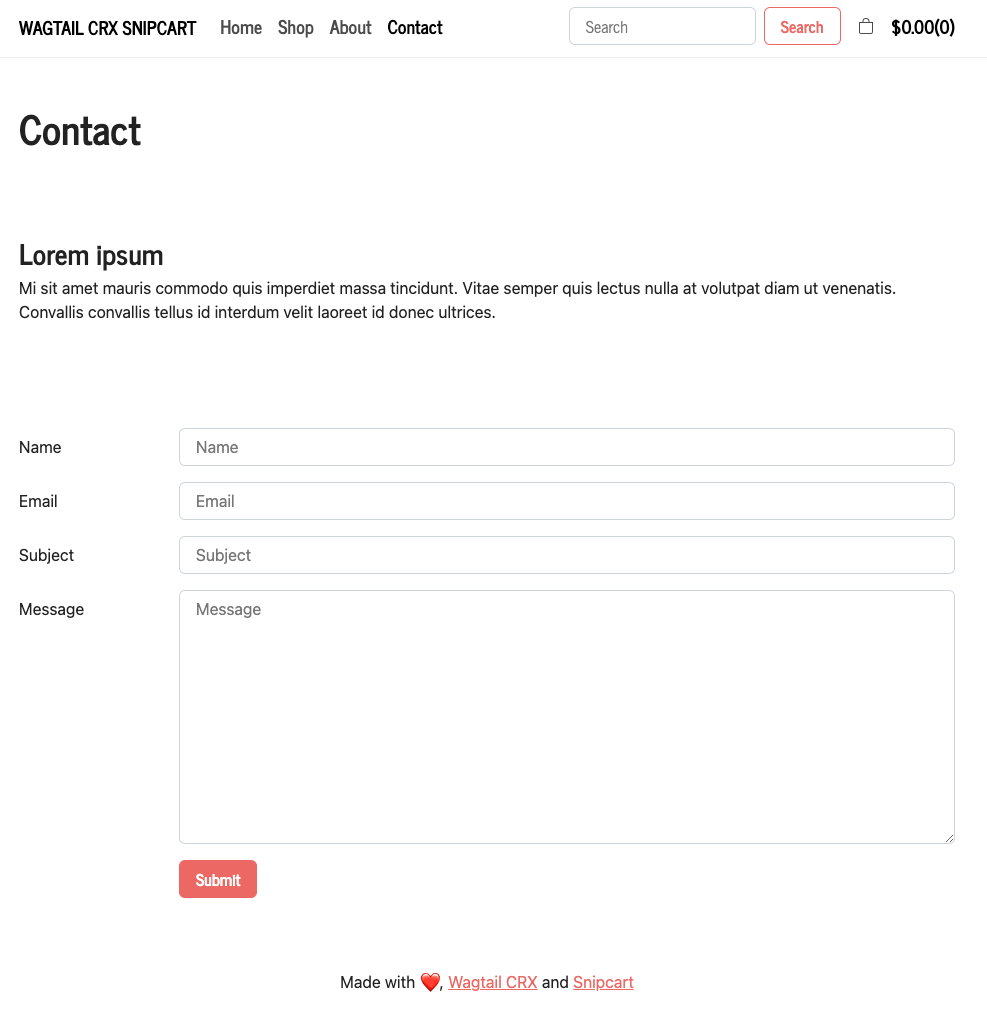 WAGTAIL CRX SNIPCART Home Shop About Contact Search Search $0.00(0)
Contact
Lorem ipsum
Mi sit amet mauris commodo quis imperdiet massa tincidunt. Vitae semper quis lectus nulla at volutpat diam ut venenatis.
Convallis convallis tellus id interdum velit laoreet id donec ultrices.
Name Name
Email Email
Subject Subject
Message Message
Submit
Made with ❤️, Wagtail CRX and Snipcart